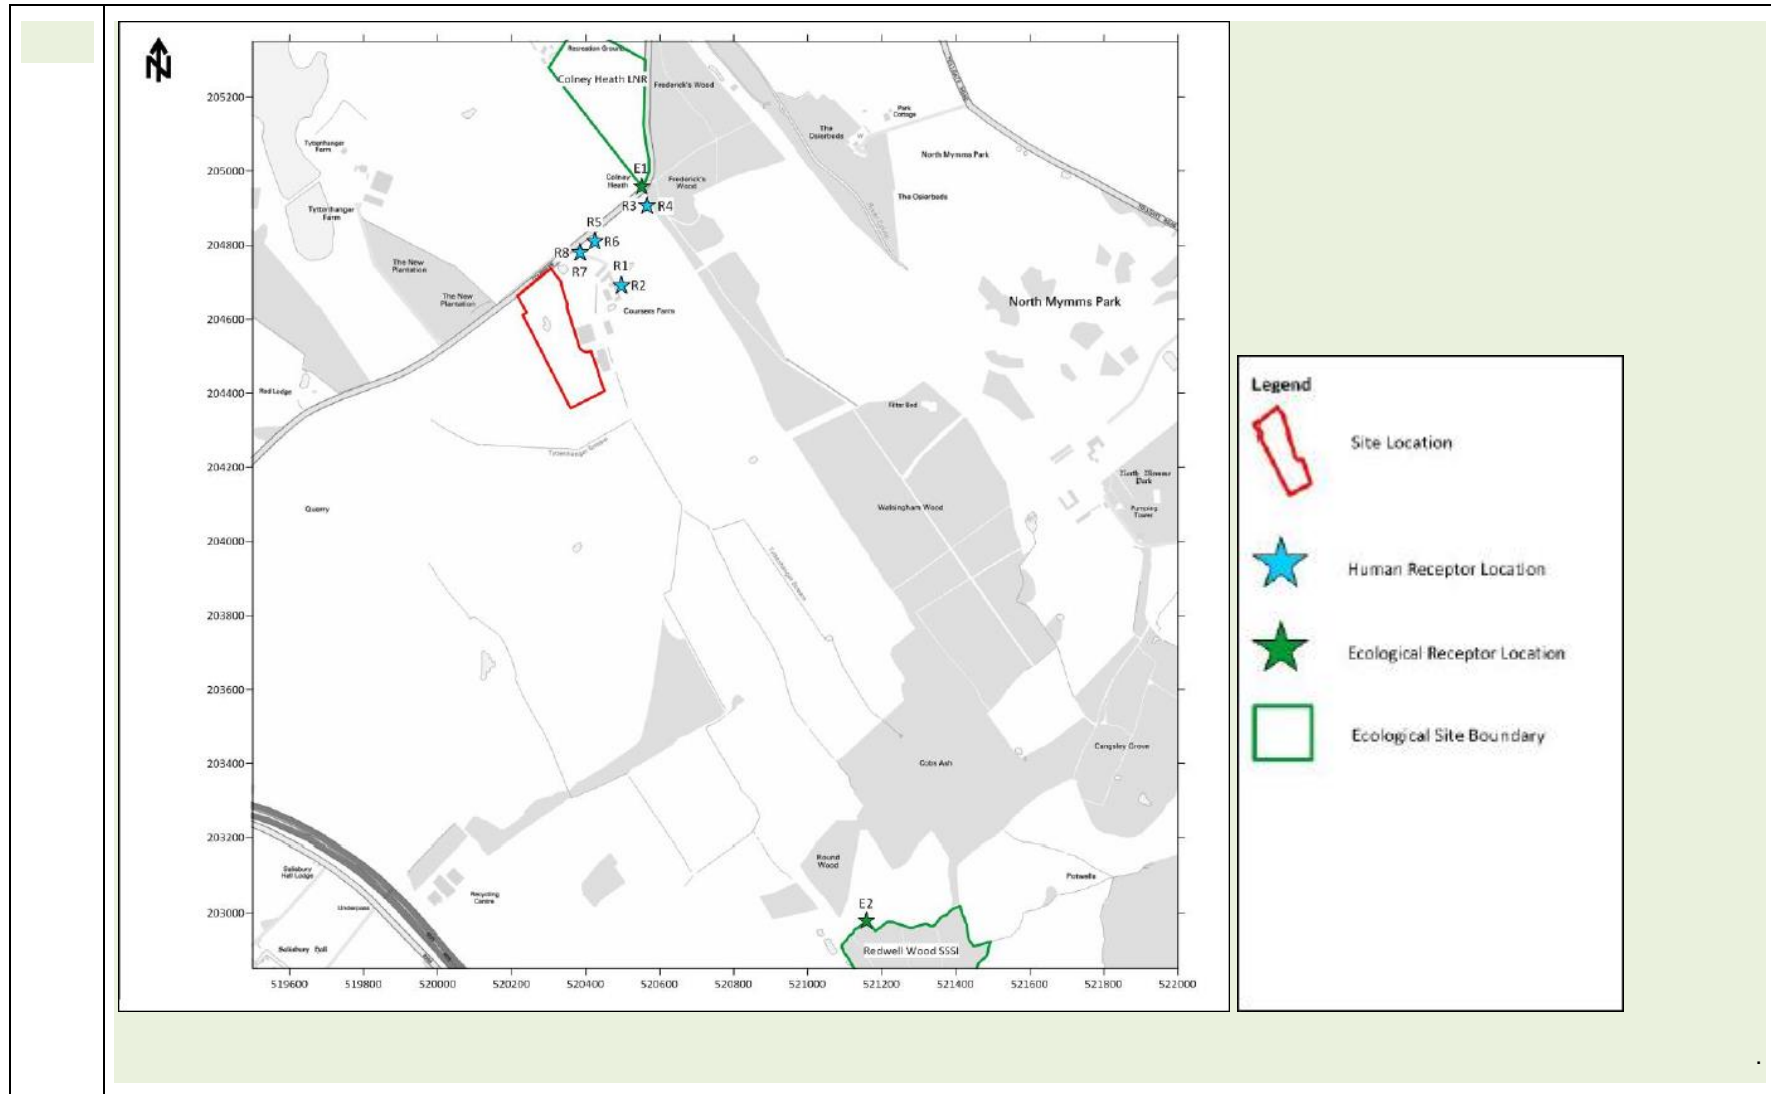 N
Recreation Ground
Colney Heath LNR
Frederick's Wood
205200
Park
Cottage
The
Osierbeds
Tyttenhanger
Farm
North Mymms Park
205000
E1
Colney
Heath
Frederick's
Wood
The Osierbeds
R3
R4
Tyttenhanger
Farm
R5
R6
204800
R8
R7
R1
R2
The New
Plantation
The New
Plantation
North Mymms Park
Coursers Farm
204600
204400
Red Lodge
204200
Walsingham Wood
Quarry
North Mymms
Park
204000
203800
203600
Cangsley Grove
203400
Cobs Ash
203200
Round
Wood
Salisbury
Hall Lodge
Potwells
Recycling
Centre
Underpass
E2
203000
Salisbury Hall
Redwell Wood SSSI
519600
519800
520000
520200
520400
520600
520800
521000
521200
521400
521600
521800
522000
Legend
Site Location
Human Receptor Location
Ecological Receptor Location
Ecological Site Boundary
.